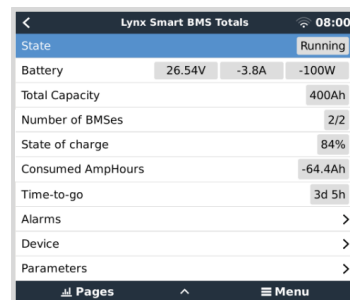 Lynx Smart BMS Totals 08:00
State Running
Battery 26.54V -3.8A -100W
Total Capacity 400Ah
Number of BMSes 2/2
State of charge 84%
Consumed AmpHours -64.4Ah
Time-to-go 3d 5h
Alarms
Device
Parameters
Pages Menu